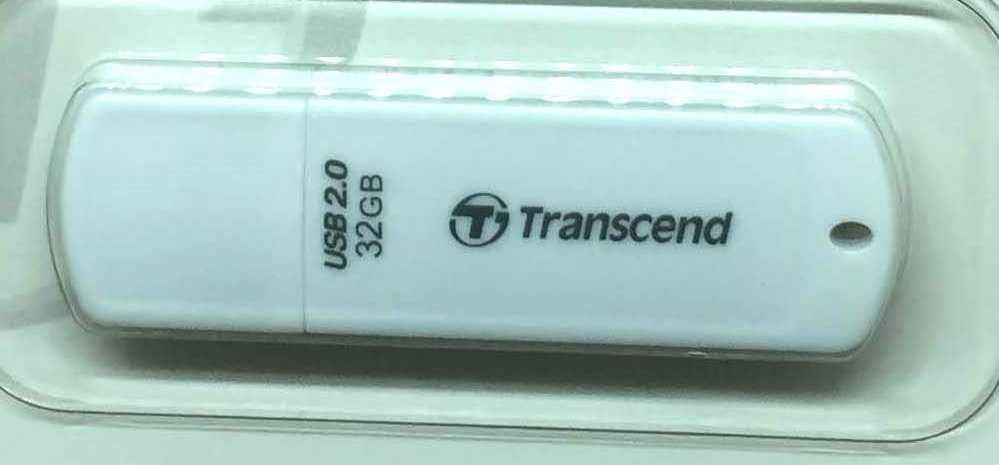 USB 2.0
32GB
Transcend